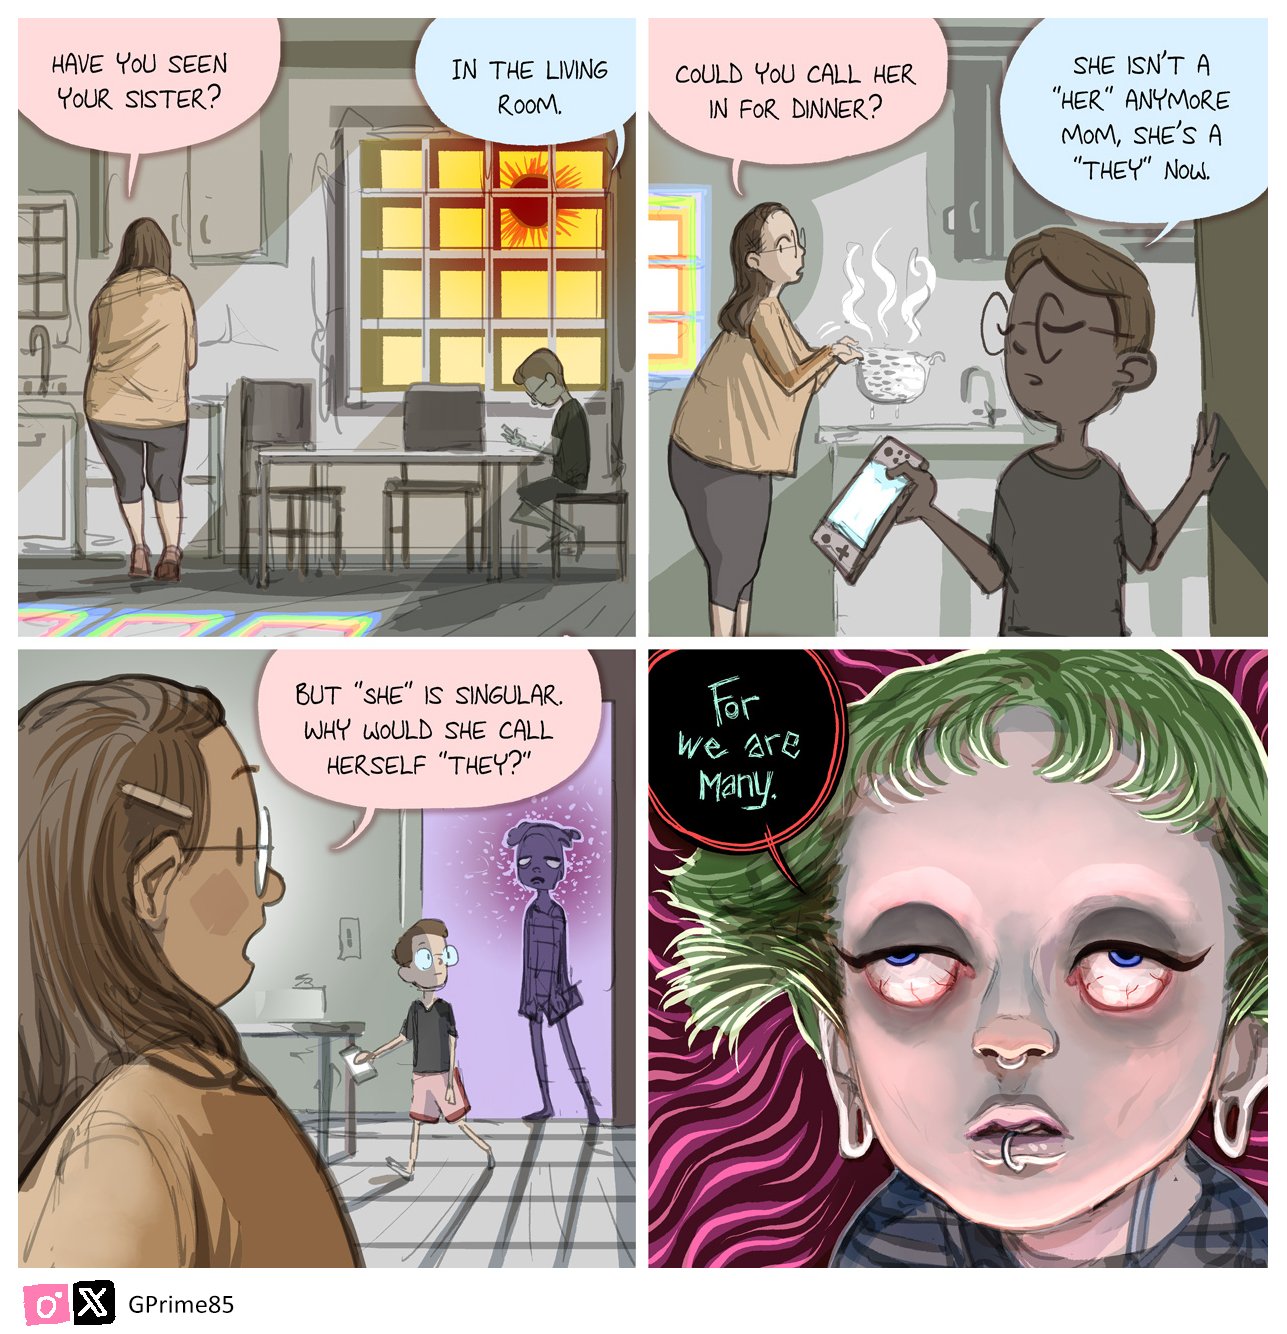 HAVE YOU SEEN
YOUR SISTER?
IN THE LIVING
ROOM.
COULD YOU CALL HER
IN FOR DINNER?
SHE ISN'T A
"HER" ANYMORE
MOM, SHE'S A
"THEY" NOW.
BUT "SHE" IS SINGULAR.
WHY WOULD SHE CALL
HERSELF "THEY?"
For
we are
Many.
GPrime85